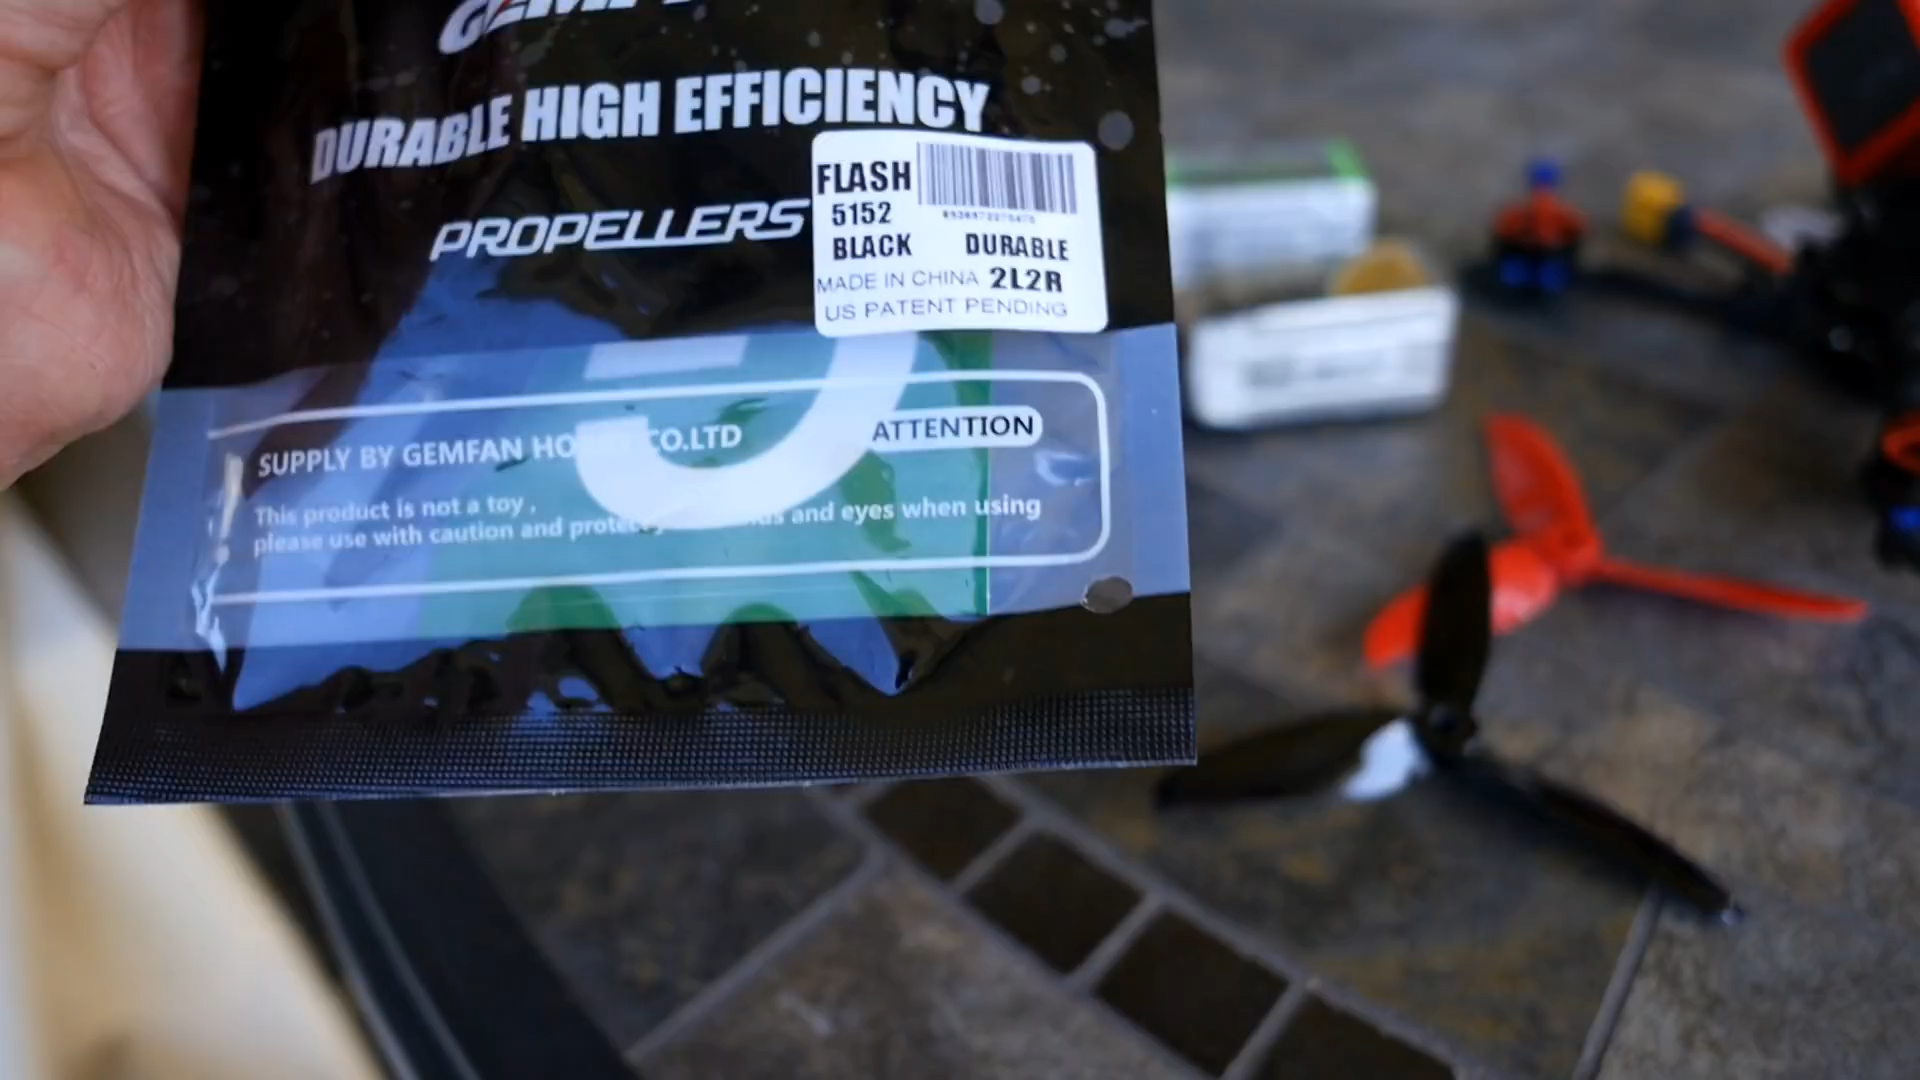 DURABLE HIGH EFFICIENCY
PROPELLERS
FLASH
5152
BLACK DURABLE
MADE IN CHINA 2L2R
US PATENT PENDING
SUPPLY BY GEMFAN CO.LTD
ATTENTION
This product is not a toy ,
please use with caution and protect and eyes when using